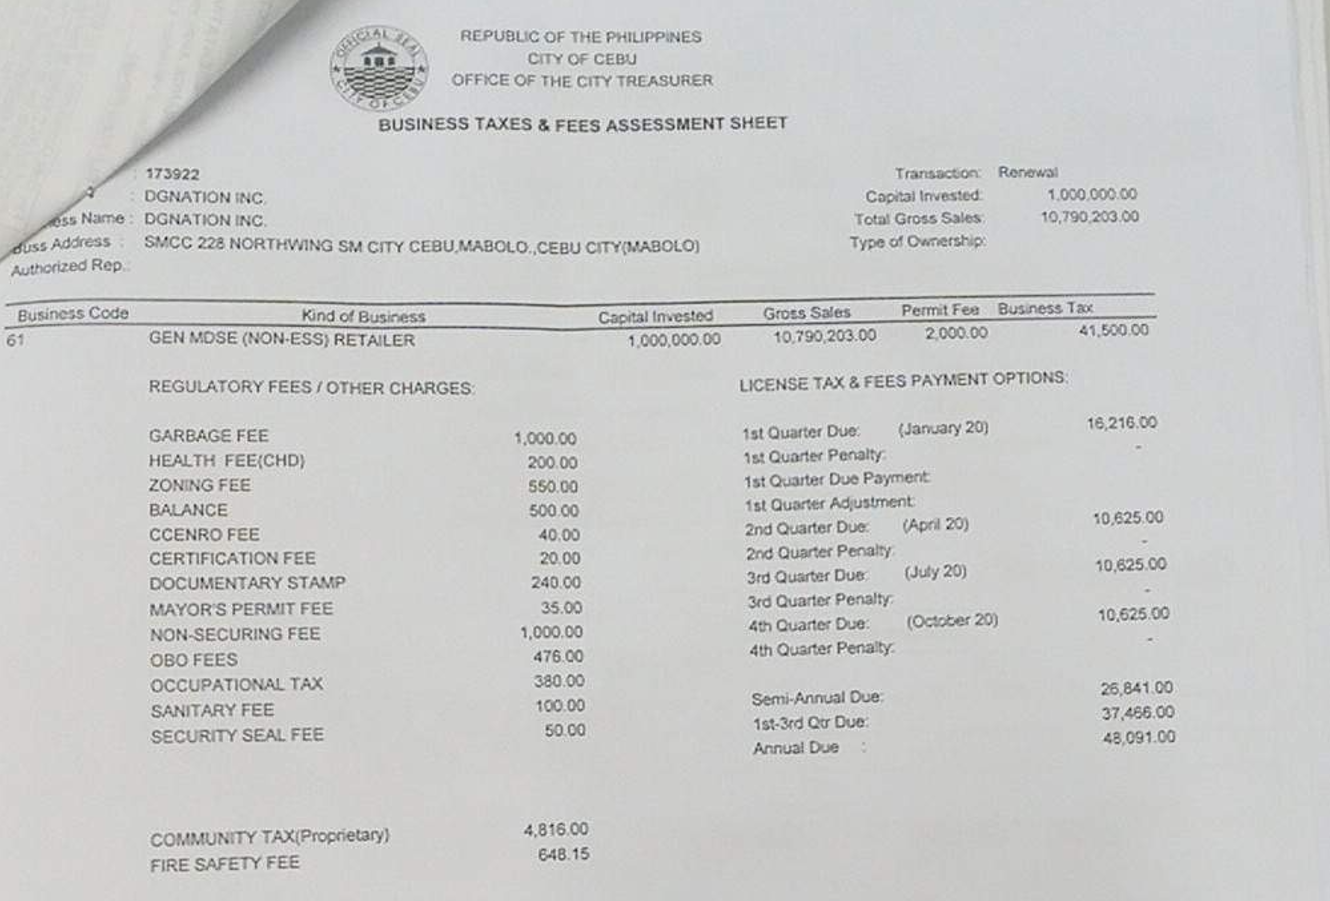 OFFICIAL SEAL
CITY OF CEBU
REPUBLIC OF THE PHILIPPINES
CITY OF CEBU
OFFICE OF THE CITY TREASURER
BUSINESS TAXES & FEES ASSESSMENT SHEET
: 173922 Transaction: Renewal
: DGNATION INC. Capital Invested: 1,000,000.00
ess Name : DGNATION INC. Total Gross Sales: 10,790,203.00
Buss Address : SMCC 228 NORTHWING SM CITY CEBU,MABOLO.,CEBU CITY(MABOLO) Type of Ownership:
Authorized Rep.:
Business Code Kind of Business Capital Invested Gross Sales Permit Fee Business Tax
61 GEN MDSE (NON-ESS) RETAILER 1,000,000.00 10,790,203.00 2,000.00 41,500.00
REGULATORY FEES / OTHER CHARGES: LICENSE TAX & FEES PAYMENT OPTIONS:
GARBAGE FEE 1,000.00 1st Quarter Due: (January 20) 16,216.00
HEALTH FEE(CHD) 200.00 1st Quarter Penalty: -
ZONING FEE 550.00 1st Quarter Due Payment:
BALANCE 500.00 1st Quarter Adjustment:
CCENRO FEE 40.00 2nd Quarter Due: (April 20) 10,625.00
CERTIFICATION FEE 20.00 2nd Quarter Penalty: -
DOCUMENTARY STAMP 240.00 3rd Quarter Due: (July 20) 10,625.00
MAYOR'S PERMIT FEE 35.00 3rd Quarter Penalty: -
NON-SECURING FEE 1,000.00 4th Quarter Due: (October 20) 10,625.00
OBO FEES 476.00 4th Quarter Penalty: -
OCCUPATIONAL TAX 380.00
SANITARY FEE 100.00 Semi-Annual Due: 26,841.00
SECURITY SEAL FEE 50.00 1st-3rd Qtr Due: 37,466.00
Annual Due : 48,091.00
COMMUNITY TAX(Proprietary) 4,816.00
FIRE SAFETY FEE 648.15